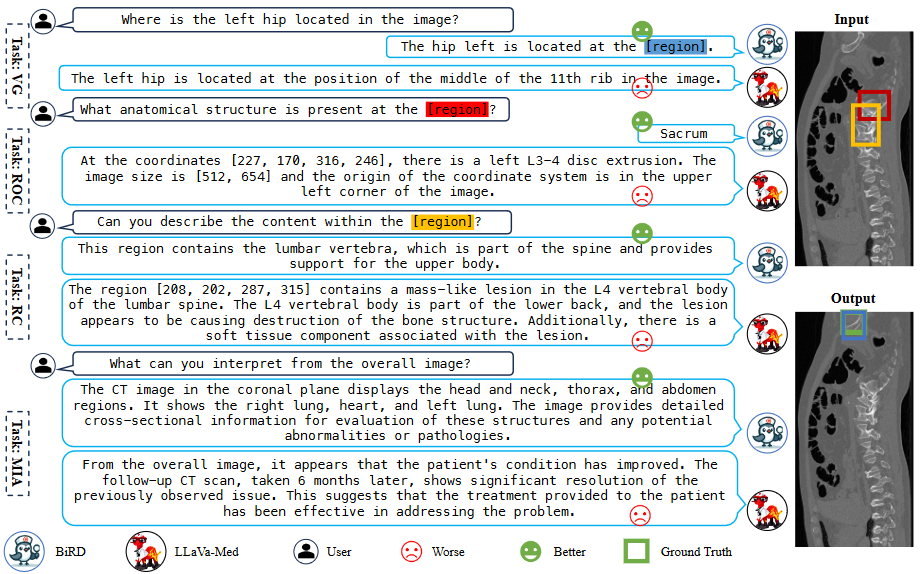 Where is the left hip located in the image?
Input
The hip left is located at the [region].
Task: VG
The left hip is located at the position of the middle of the 11th rib in the image.
What anatomical structure is present at the [region]?
Sacrum
Task: ROC
At the coordinates [227, 170, 316, 246], there is a left L3-4 disc extrusion. The
image size is [512, 654] and the origin of the coordinate system is in the upper
left corner of the image.
Can you describe the content within the [region]?
This region contains the lumbar vertebra, which is part of the spine and provides
support for the upper body.
Task: RC
The region [208, 202, 287, 315] contains a mass-like lesion in the L4 vertebral body
of the lumbar spine. The L4 vertebral body is part of the lower back, and the lesion
appears to be causing destruction of the bone structure. Additionally, there is a
soft tissue component associated with the lesion.
Output
What can you interpret from the overall image?
The CT image in the coronal plane displays the head and neck, thorax, and abdomen
regions. It shows the right lung, heart, and left lung. The image provides detailed
cross-sectional information for evaluation of these structures and any potential
abnormalities or pathologies.
Task: MIA
From the overall image, it appears that the patient's condition has improved. The
follow-up CT scan, taken 6 months later, shows significant resolution of the
previously observed issue. This suggests that the treatment provided to the patient
has been effective in addressing the problem.
BiRD
LLaVa-Med
User
Worse
Better
Ground Truth